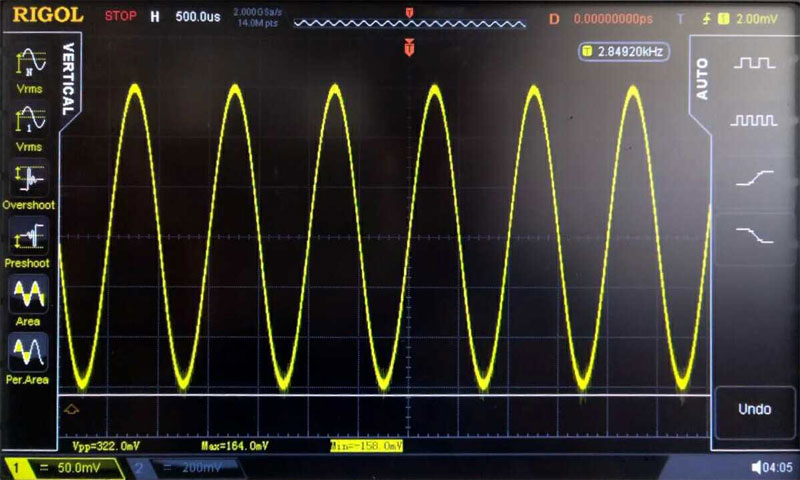 RIGOL STOP H 500.0us 2.000GSa/s 14.0M pts D 0.00000000ps T 1 2.00mV
T
T
T 2.84920kHz
VERTICAL
AUTO
Vrms
Vrms
Overshoot
Preshoot
Area
Per.Area
Undo
Vpp=322.0mV Max=164.0mV Min=-158.0mV
1 = 50.0mV 2 = 200mV 04:05